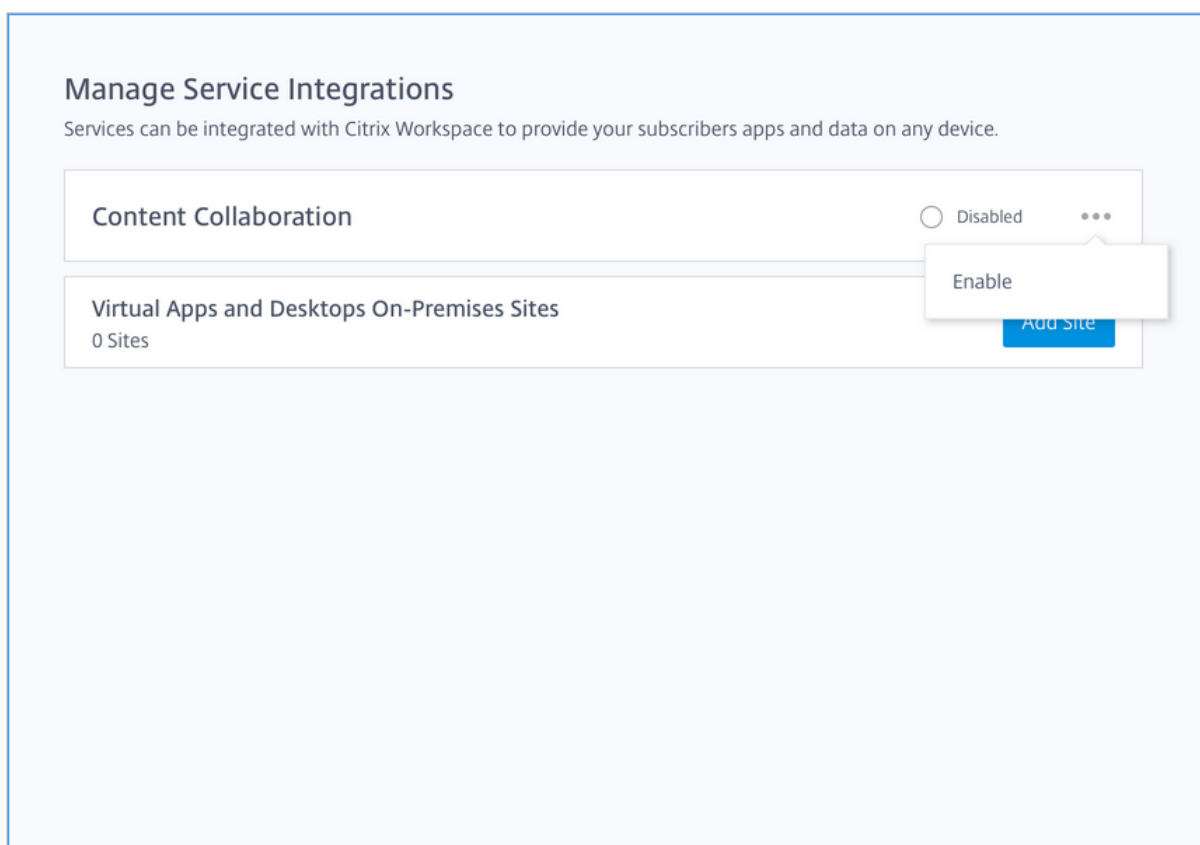 Manage Service Integrations
Services can be integrated with Citrix Workspace to provide your subscribers apps and data on any device.
Content Collaboration
Disabled
Enable
Virtual Apps and Desktops On-Premises Sites
0 Sites
Add Site